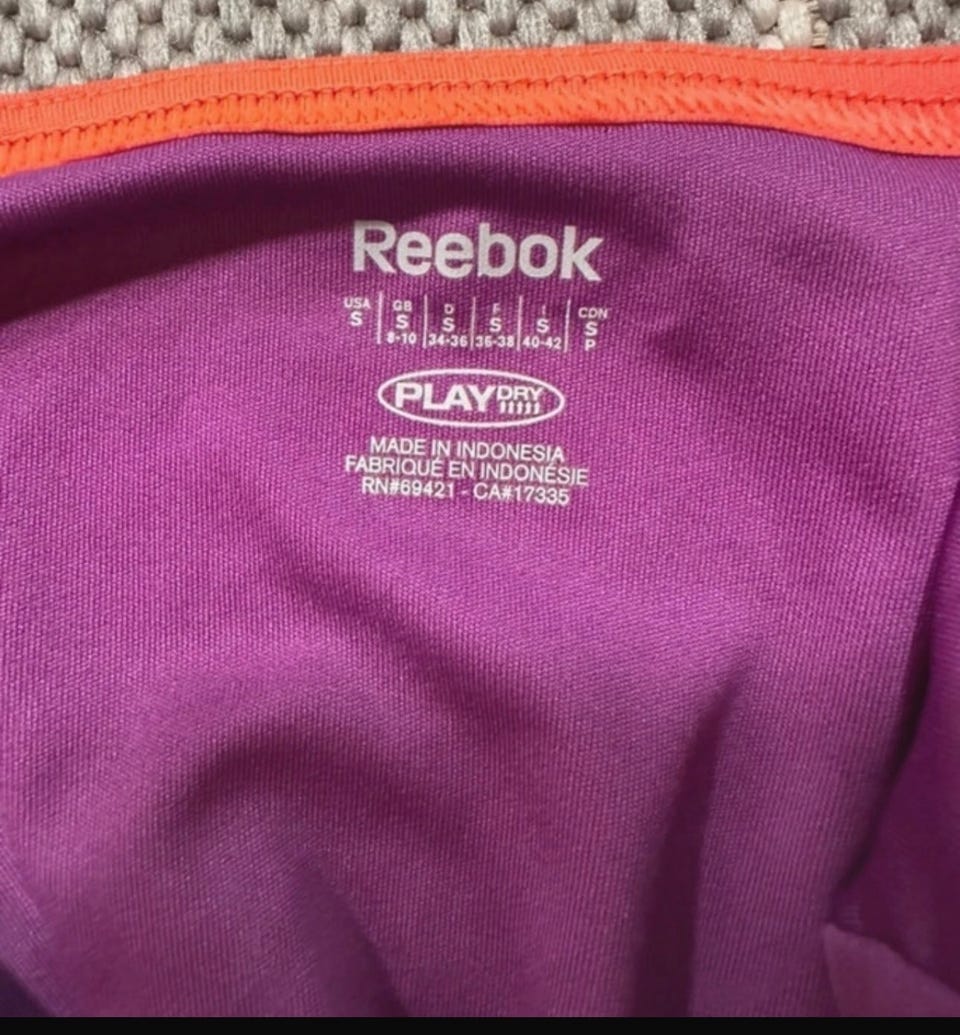 Reebok
USA GB D F I CDN
S S S S S S
8-10 34-36 36-38 40-42 P
PLAYDRY
MADE IN INDONESIA
FABRIQUÉ EN INDONÉSIE
RN#69421 - CA#17335